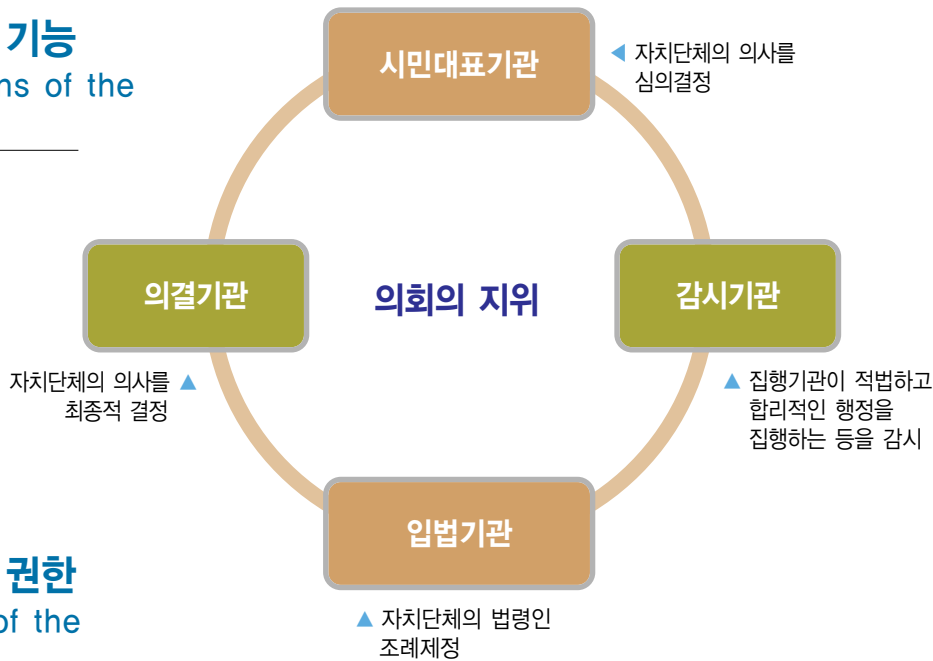 기능
ns of the
시민대표기관
자치단체의 의사를
심의결정
의결기관
의회의 지위
감시기관
자치단체의 의사를
최종적 결정
집행기관이 적법하고
합리적인 행정을
집행하는 등을 감시
입법기관
권한
of the
자치단체의 법령인
조례제정